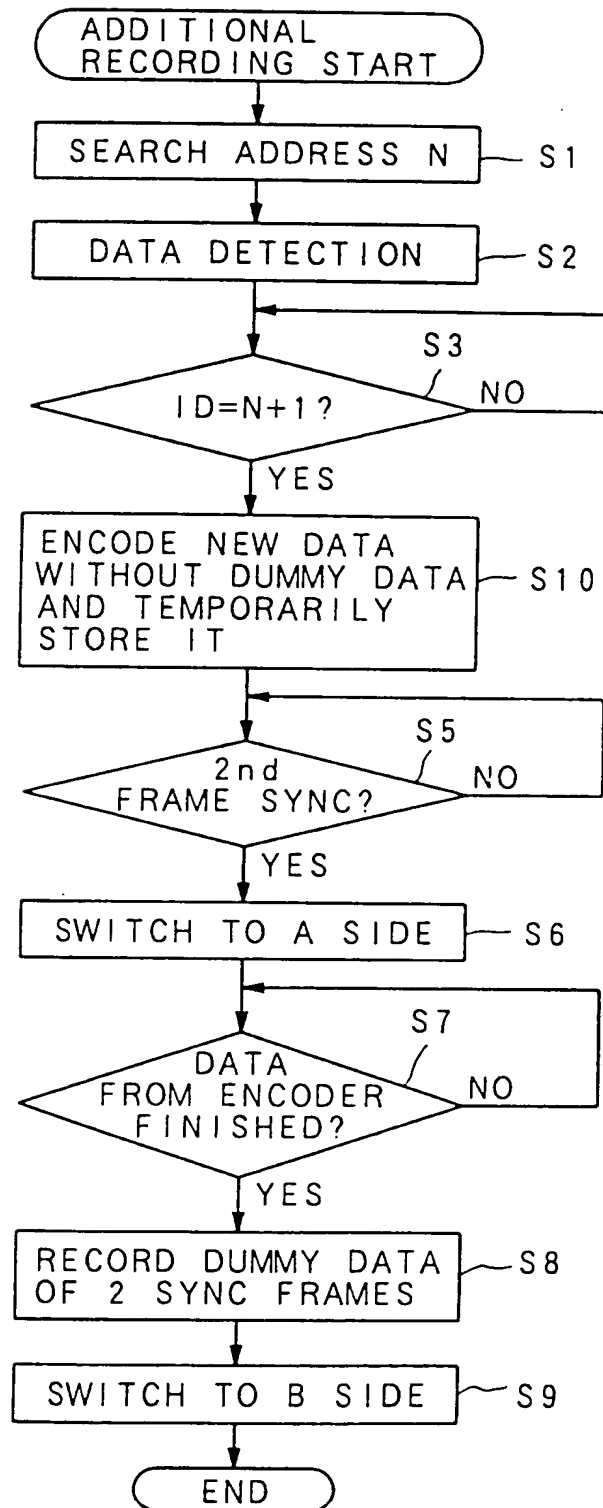 ADDITIONAL
RECORDING START
SEARCH ADDRESS N
S1
DATA DETECTION
S2
S3
ID=N+1?
NO
YES
ENCODE NEW DATA
WITHOUT DUMMY DATA
AND TEMPORARILY
STORE IT
S10
S5
2nd
FRAME SYNC?
NO
YES
SWITCH TO A SIDE
S6
S7
DATA
FROM ENCODER
FINISHED?
NO
YES
RECORD DUMMY DATA
OF 2 SYNC FRAMES
S8
SWITCH TO B SIDE
S9
END